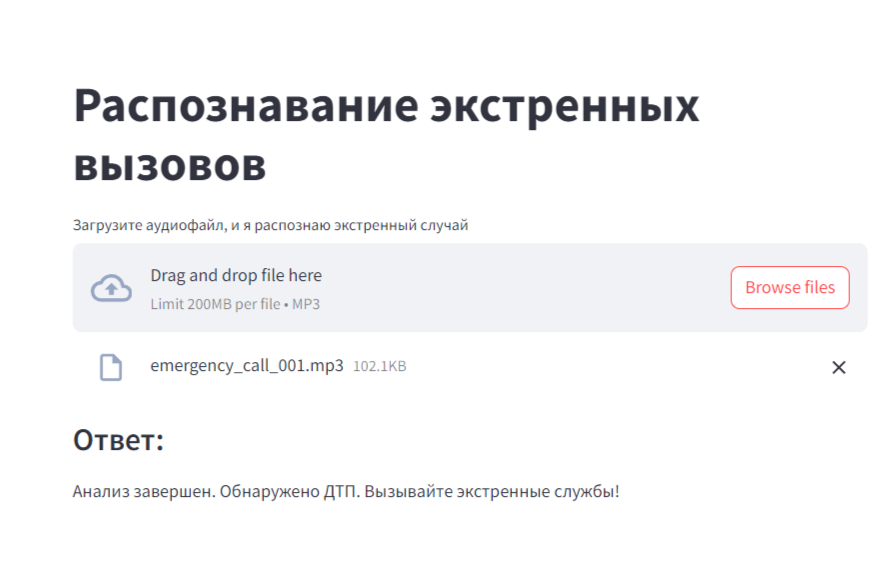 Распознавание экстренных
вызовов
Загрузите аудиофайл, и я распознаю экстренный случай
Drag and drop file here
Limit 200MB per file • MP3
Browse files
emergency_call_001.mp3 102.1KB
Ответ:
Анализ завершен. Обнаружено ДТП. Вызывайте экстренные службы!